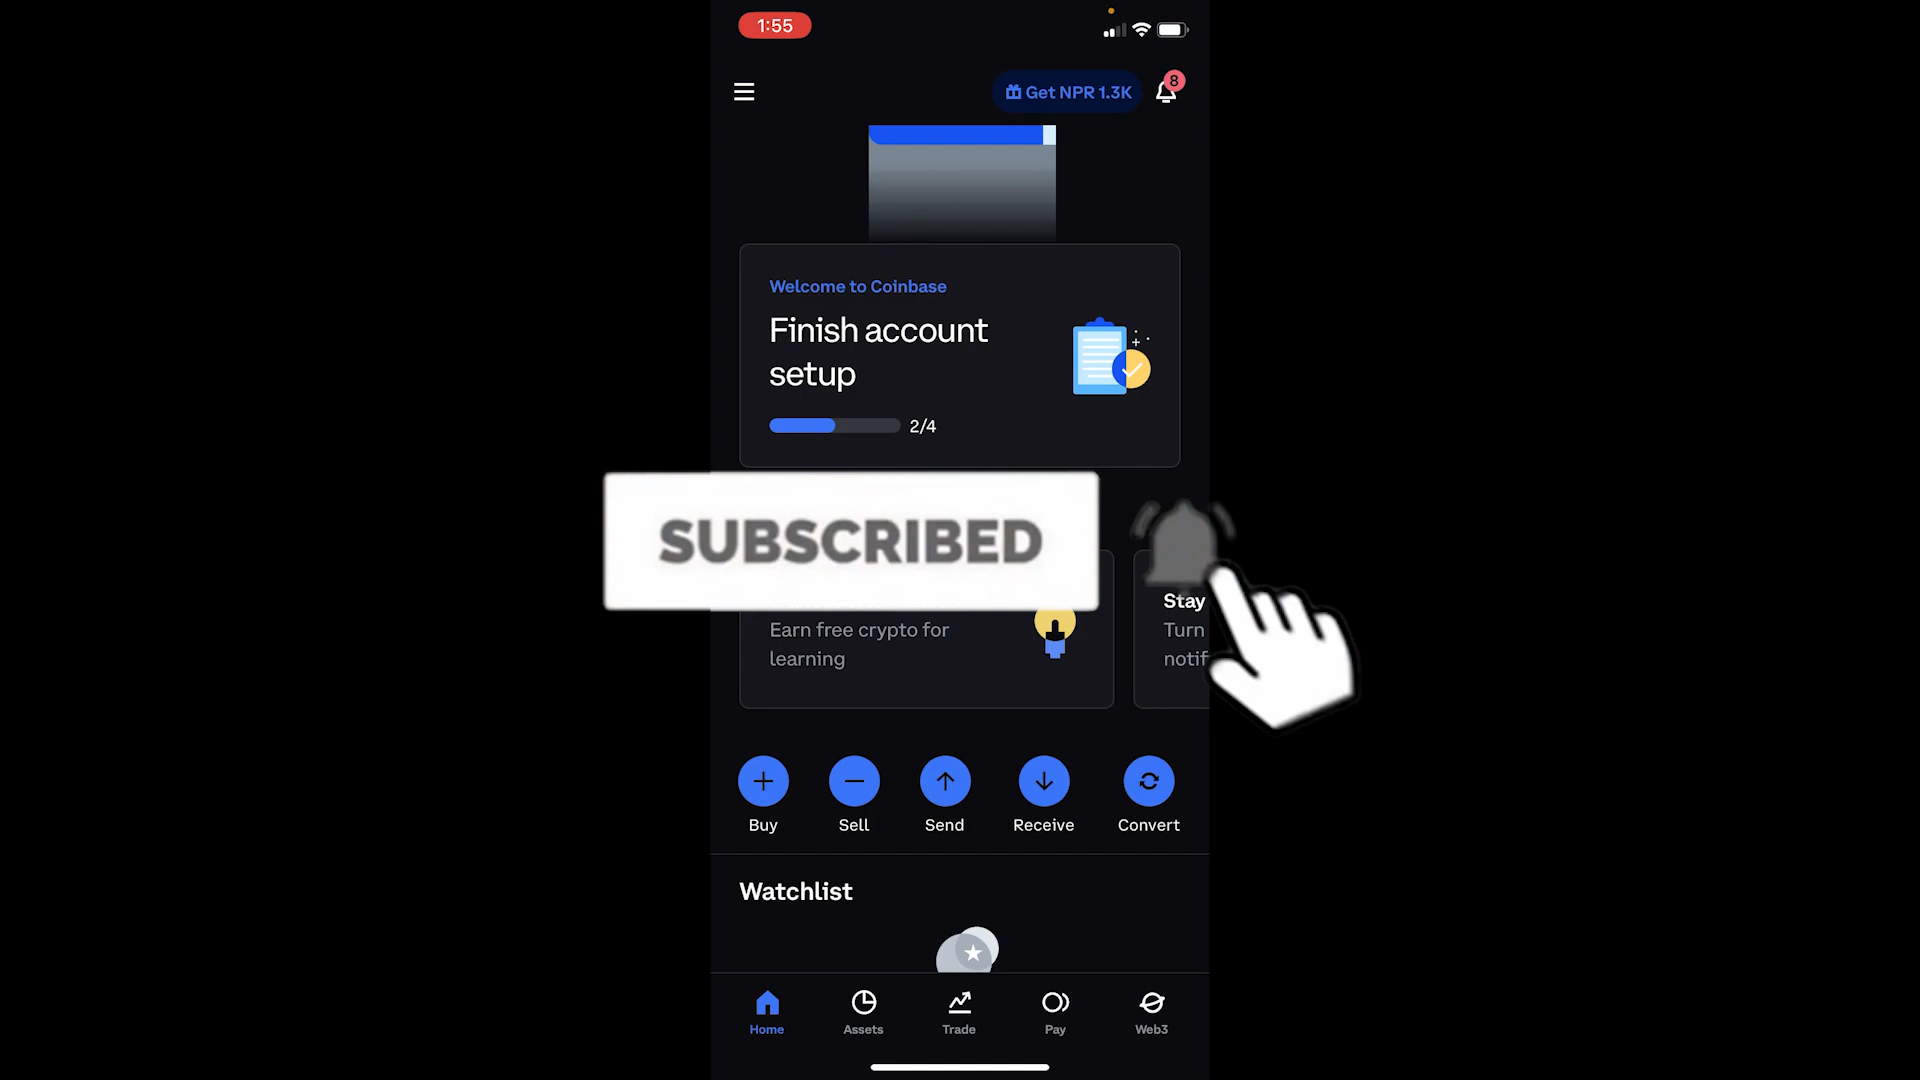 1:55
Get NPR 1.3K
8
Welcome to Coinbase
Finish account
setup
2/4
SUBSCRIBED
Earn free crypto for
learning
Stay
Turn
notif
Buy
Sell
Send
Receive
Convert
Watchlist
Home
Assets
Trade
Pay
Web3